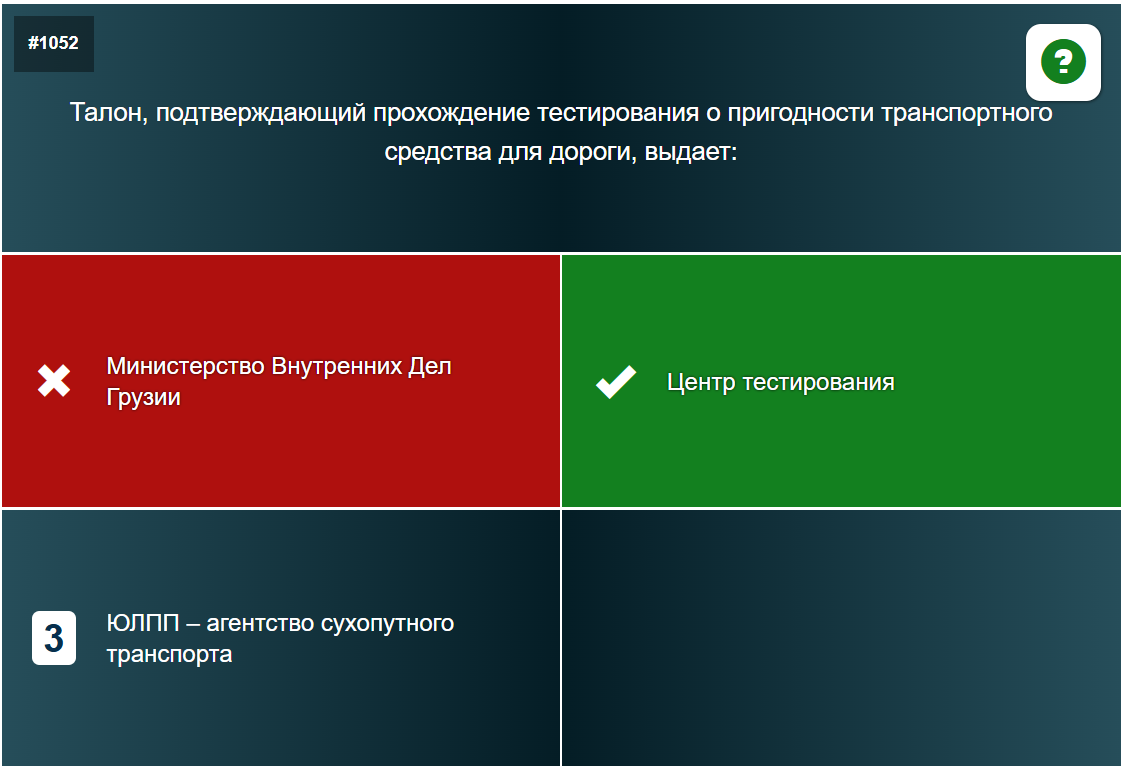 #1052
?
Талон, подтверждающий прохождение тестирования о пригодности транспортного
средства для дороги, выдает:
Министерство Внутренних Дел
Грузии
Центр тестирования
3
ЮЛПП – агентство сухопутного
транспорта